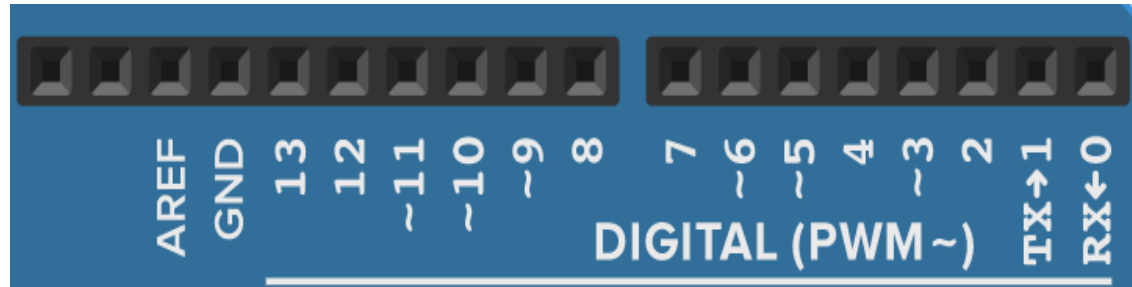 AREF
GND
13
12
~11
~10
~9
8
7
~6
~5
4
~3
2
TX→1
RX←0
DIGITAL (PWM~)